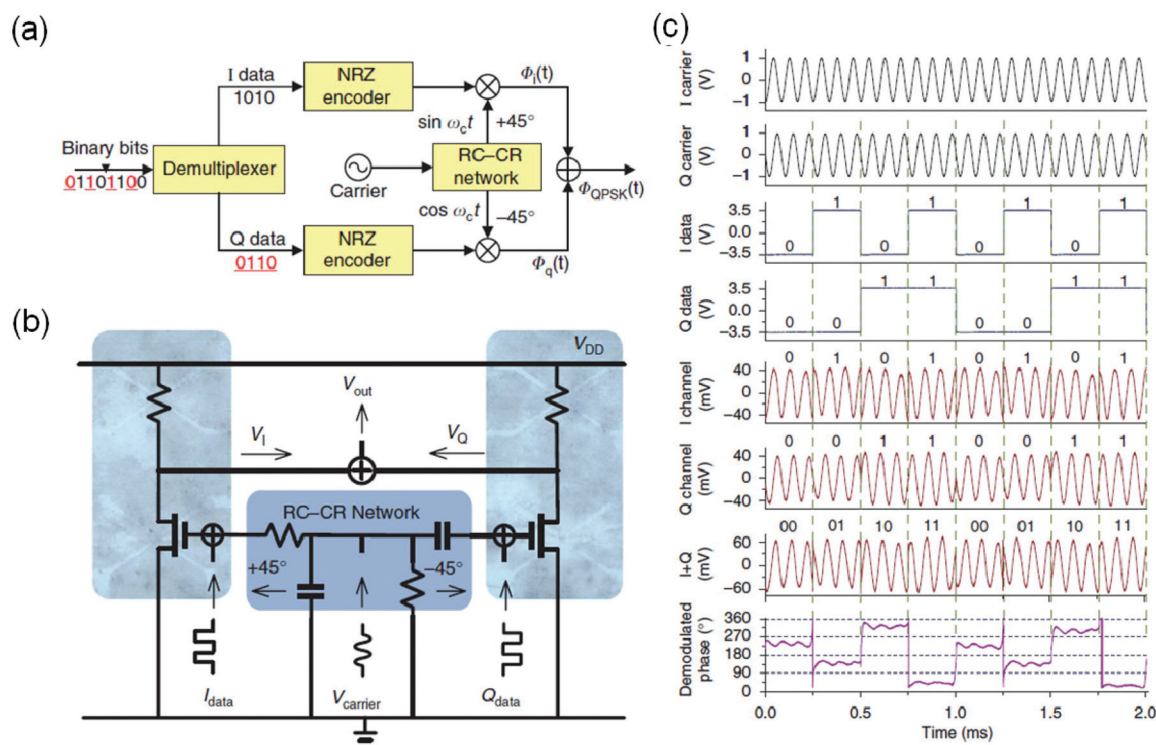 (a)
I data
1010
NRZ
encoder
Φi(t)
sin ωct
+45°
Binary bits
01101100
Demultiplexer
Carrier
RC–CR
network
ΦQPSK(t)
cos ωct
−45°
Q data
0110
NRZ
encoder
Φq(t)
(b)
VDD
Vout
VI
VQ
RC–CR Network
+45°
−45°
Idata
Vcarrier
Qdata
(c)
I carrier
(V)
1
0
−1
Q carrier
(V)
1
0
−1
I data
(V)
3.5
0.0
−3.5
0 1 0 1 0 1 0 1
Q data
(V)
3.5
0.0
−3.5
0 0 1 1 0 0 1 1
I channel
(mV)
40
0
−40
0 1 0 1 0 1 0 1
Q channel
(mV)
40
0
−50
0 0 1 1 0 0 1 1
I+Q
(mV)
60
0
−60
00 01 10 11 00 01 10 11
Demodulated
phase (°)
360
270
180
90
0
0.0 0.5 1.0 1.5 2.0
Time (ms)